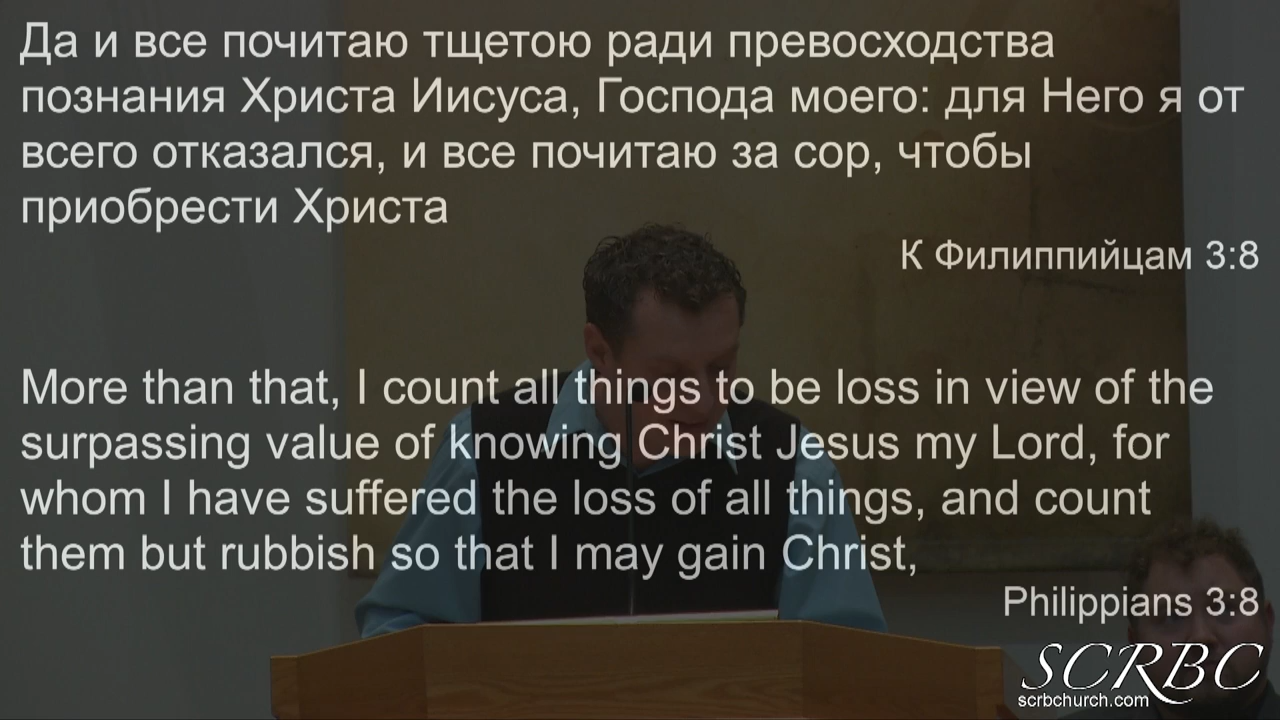 Да и все почитаю тщетою ради превосходства
познания Христа Иисуса, Господа моего: для Него я от
всего отказался, и все почитаю за сор, чтобы
приобрести Христа
К Филиппийцам 3:8
More than that, I count all things to be loss in view of the
surpassing value of knowing Christ Jesus my Lord, for
whom I have suffered the loss of all things, and count
them but rubbish so that I may gain Christ,
Philippians 3:8
SCRBC
scrbchurch.com